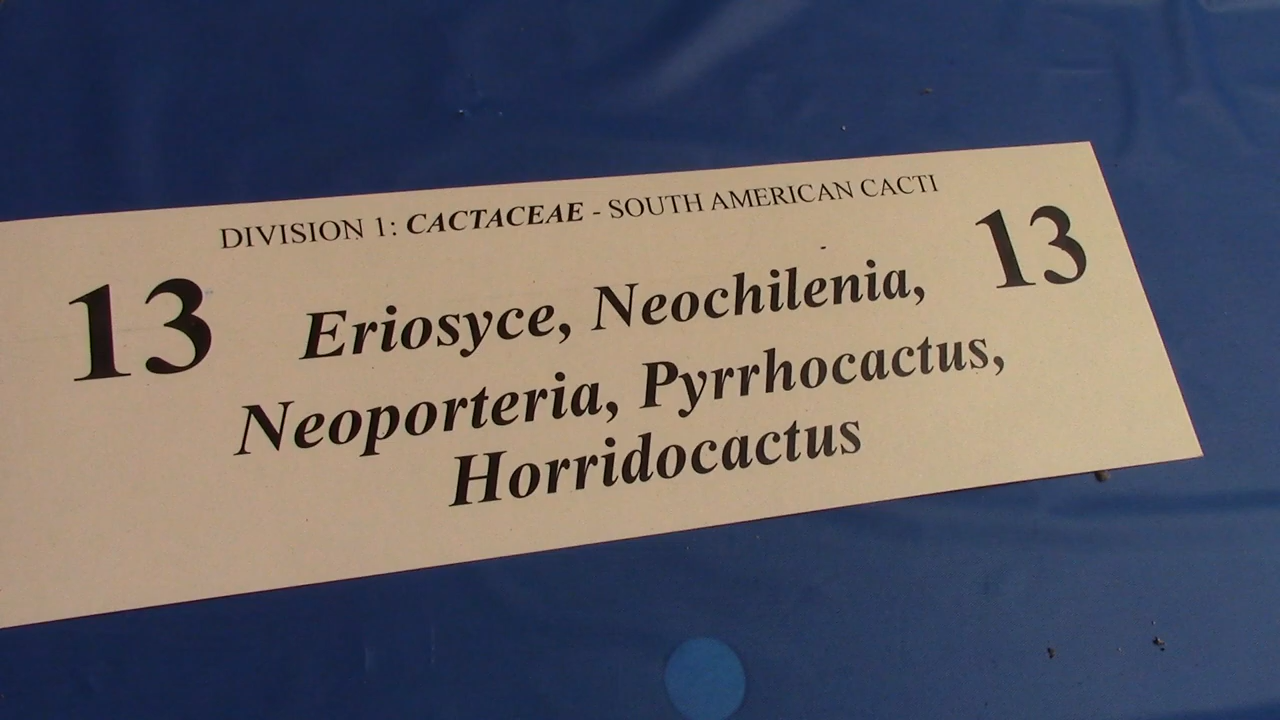 DIVISION 1: CACTACEAE - SOUTH AMERICAN CACTI
13 Eriosyce, Neochilenia, 13
Neoporteria, Pyrrhocactus,
Horridocactus